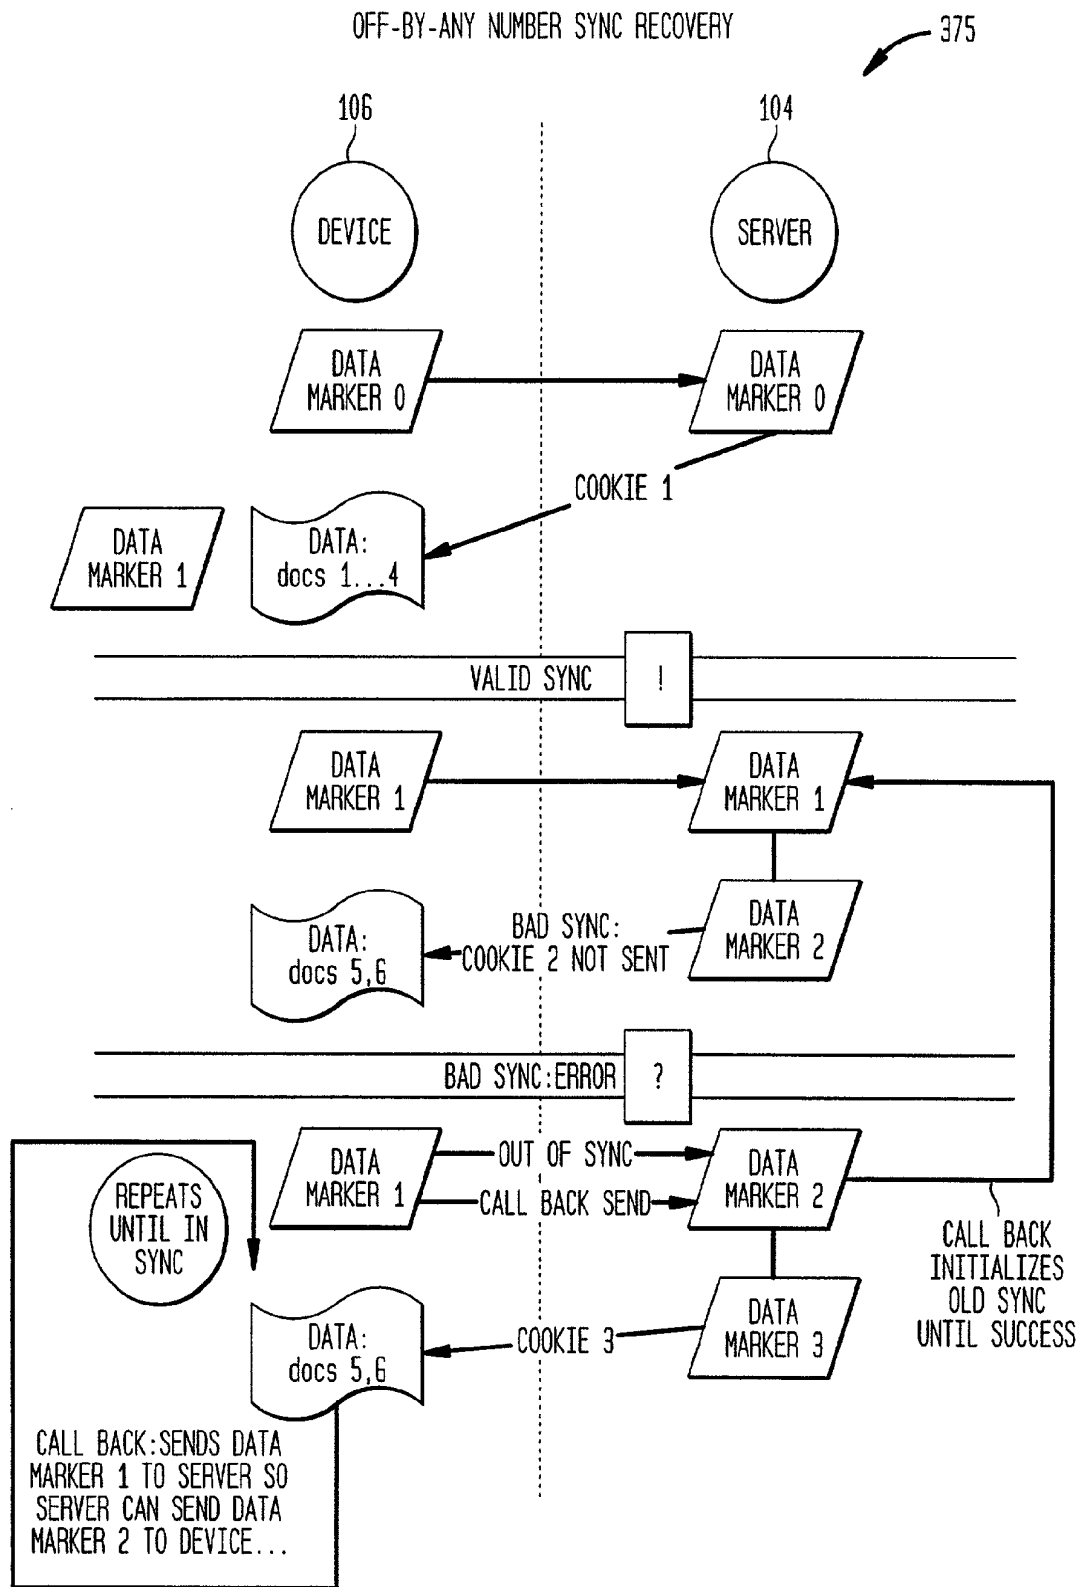 OFF-BY-ANY NUMBER SYNC RECOVERY
375
106
104
DEVICE
SERVER
DATA
MARKER 0
DATA
MARKER 0
COOKIE 1
DATA
MARKER 1
DATA:
docs 1...4
VALID SYNC
!
DATA
MARKER 1
DATA
MARKER 1
DATA:
docs 5,6
BAD SYNC:
COOKIE 2 NOT SENT
DATA
MARKER 2
BAD SYNC:ERROR
?
REPEATS
UNTIL IN
SYNC
DATA
MARKER 1
OUT OF SYNC
CALL BACK SEND
DATA
MARKER 2
CALL BACK
INITIALIZES
OLD SYNC
UNTIL SUCCESS
DATA:
docs 5,6
COOKIE 3
DATA
MARKER 3
CALL BACK:SENDS DATA
MARKER 1 TO SERVER SO
SERVER CAN SEND DATA
MARKER 2 TO DEVICE...